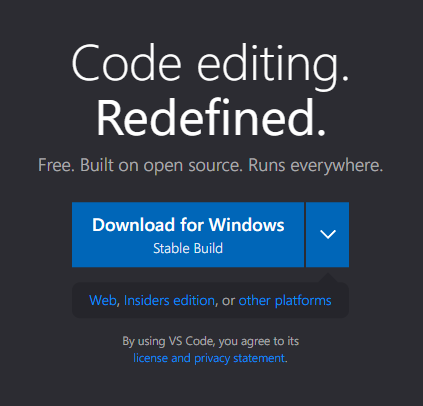 Code editing.
Redefined.
Free. Built on open source. Runs everywhere.
Download for Windows
Stable Build
Web, Insiders edition, or other platforms
By using VS Code, you agree to its
license and privacy statement.